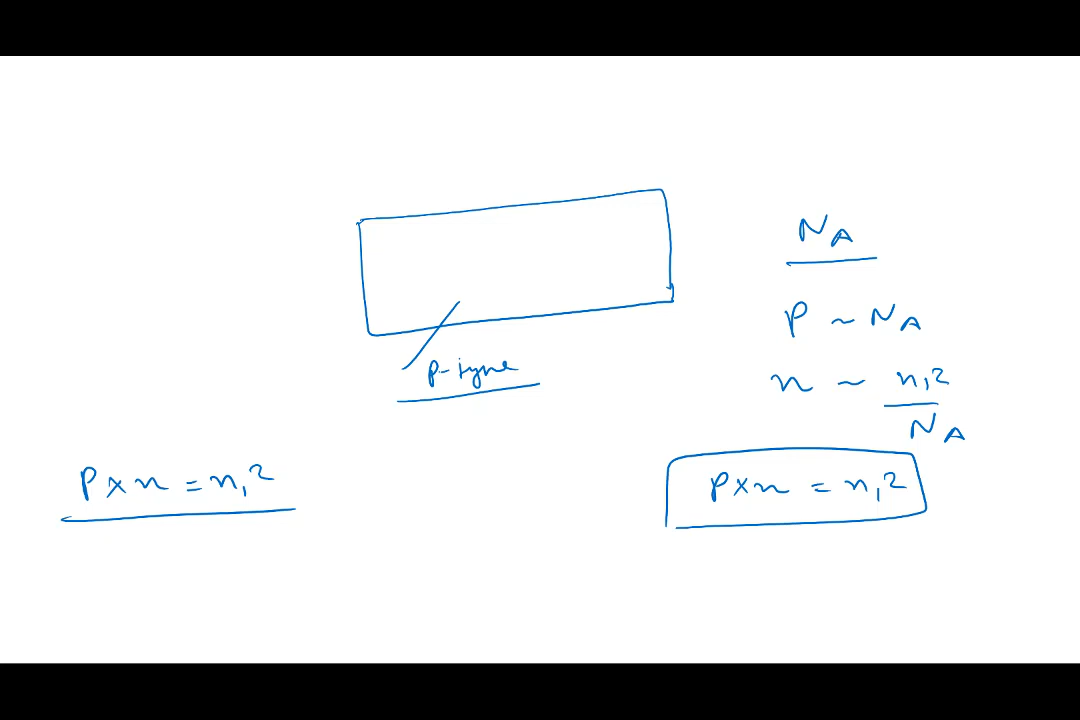 N_A
P ~ N_A
p-type
n ~ n_i^2 / N_A
P × n = n_i^2
P × n = n_i^2